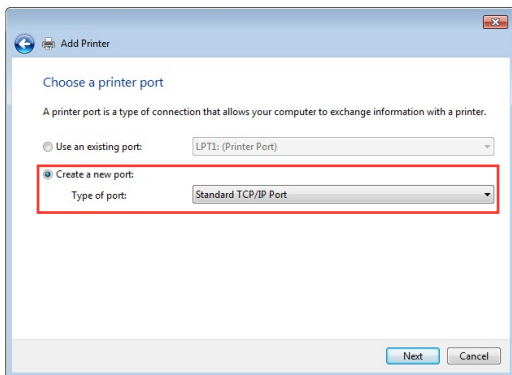 Add Printer
Choose a printer port
A printer port is a type of connection that allows your computer to exchange information with a printer.
Use an existing port: LPT1: (Printer Port)
Create a new port:
Type of port: Standard TCP/IP Port
Next Cancel